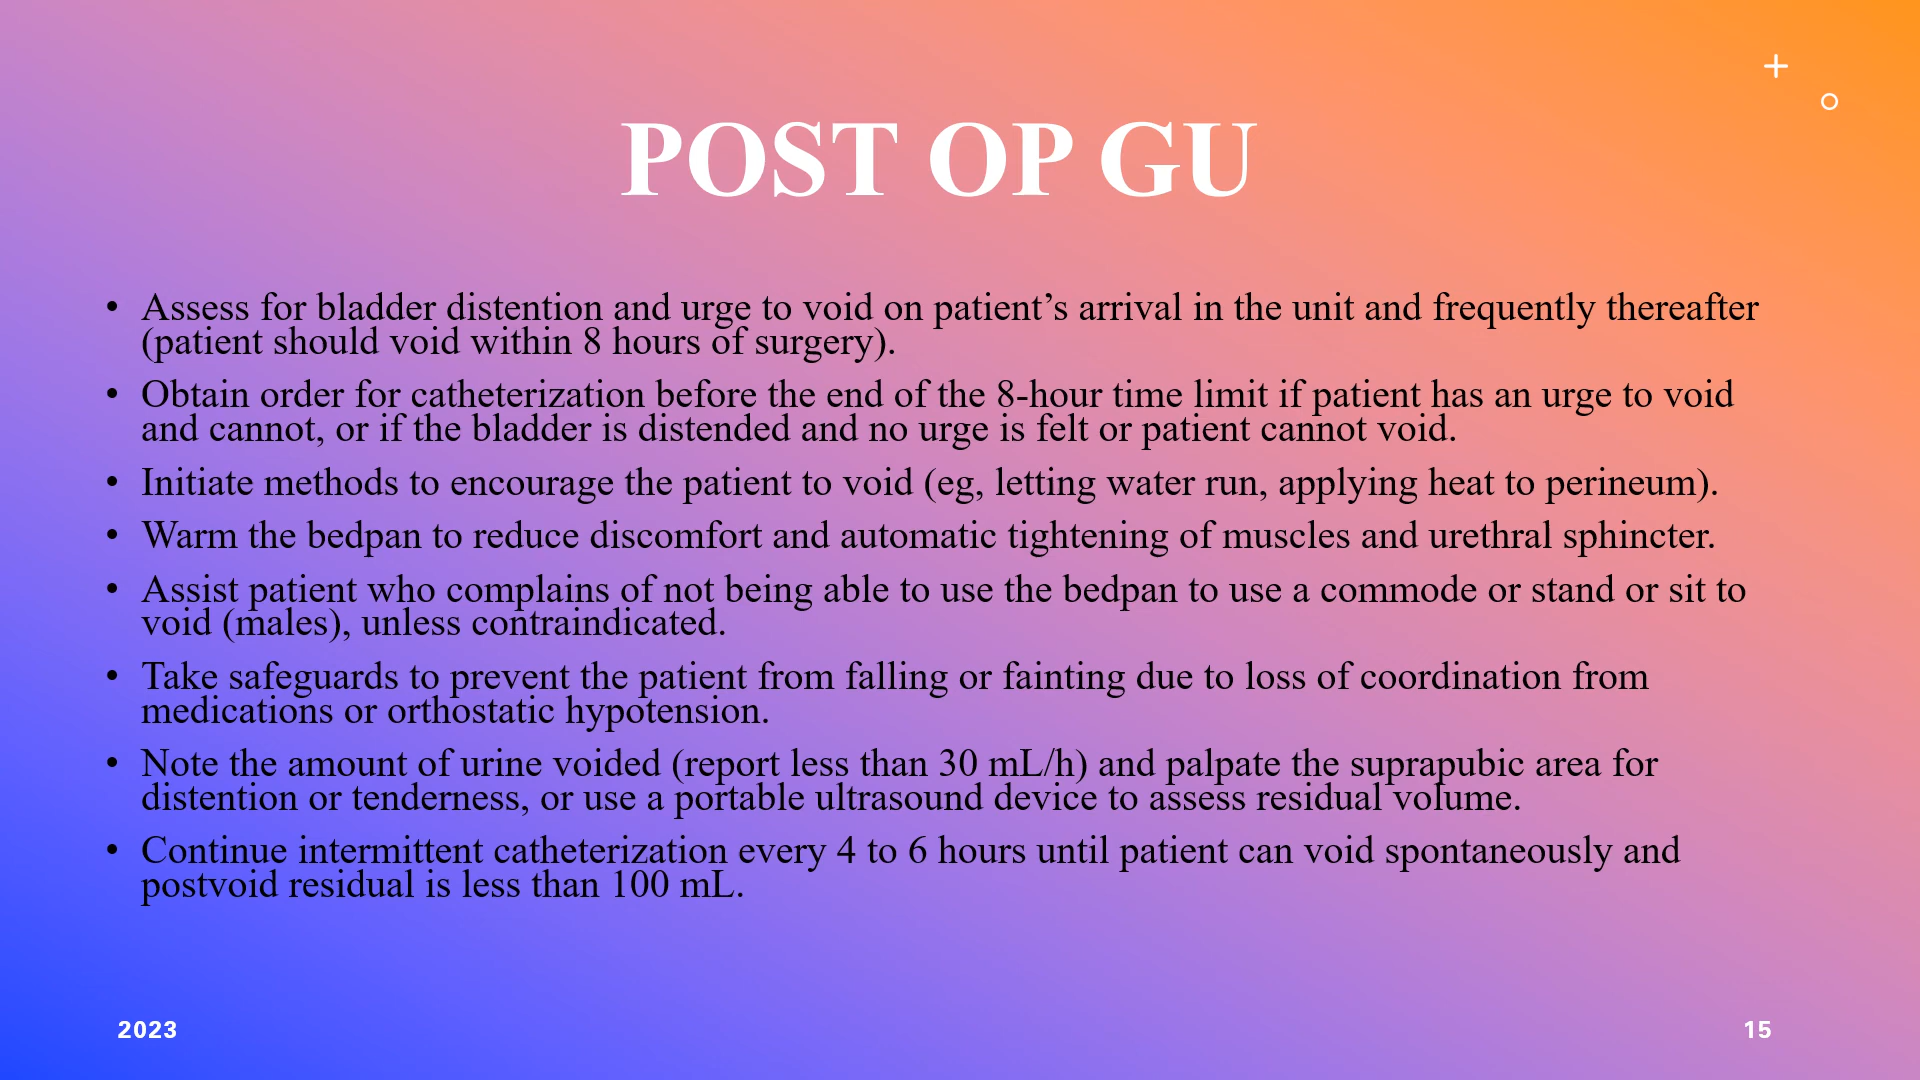 POST OP GU
• Assess for bladder distention and urge to void on patient’s arrival in the unit and frequently thereafter
(patient should void within 8 hours of surgery).
• Obtain order for catheterization before the end of the 8-hour time limit if patient has an urge to void
and cannot, or if the bladder is distended and no urge is felt or patient cannot void.
• Initiate methods to encourage the patient to void (eg, letting water run, applying heat to perineum).
• Warm the bedpan to reduce discomfort and automatic tightening of muscles and urethral sphincter.
• Assist patient who complains of not being able to use the bedpan to use a commode or stand or sit to
void (males), unless contraindicated.
• Take safeguards to prevent the patient from falling or fainting due to loss of coordination from
medications or orthostatic hypotension.
• Note the amount of urine voided (report less than 30 mL/h) and palpate the suprapubic area for
distention or tenderness, or use a portable ultrasound device to assess residual volume.
• Continue intermittent catheterization every 4 to 6 hours until patient can void spontaneously and
postvoid residual is less than 100 mL.
2023
15